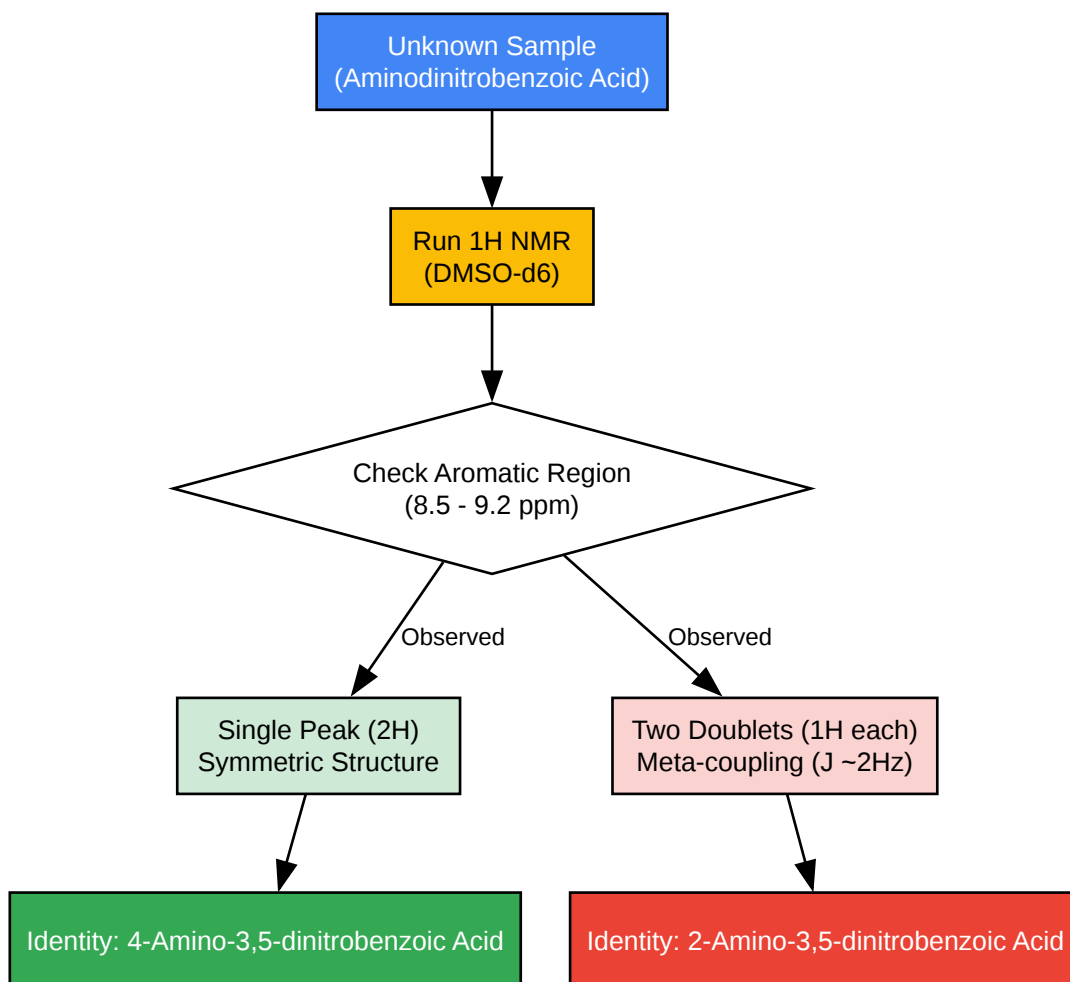 Unknown Sample
(Aminodinitrobenzoic Acid)
Run 1H NMR
(DMSO-d6)
Check Aromatic Region
(8.5 - 9.2 ppm)
Observed
Observed
Single Peak (2H)
Symmetric Structure
Two Doublets (1H each)
Meta-coupling (J ~2Hz)
Identity: 4-Amino-3,5-dinitrobenzoic Acid
Identity: 2-Amino-3,5-dinitrobenzoic Acid